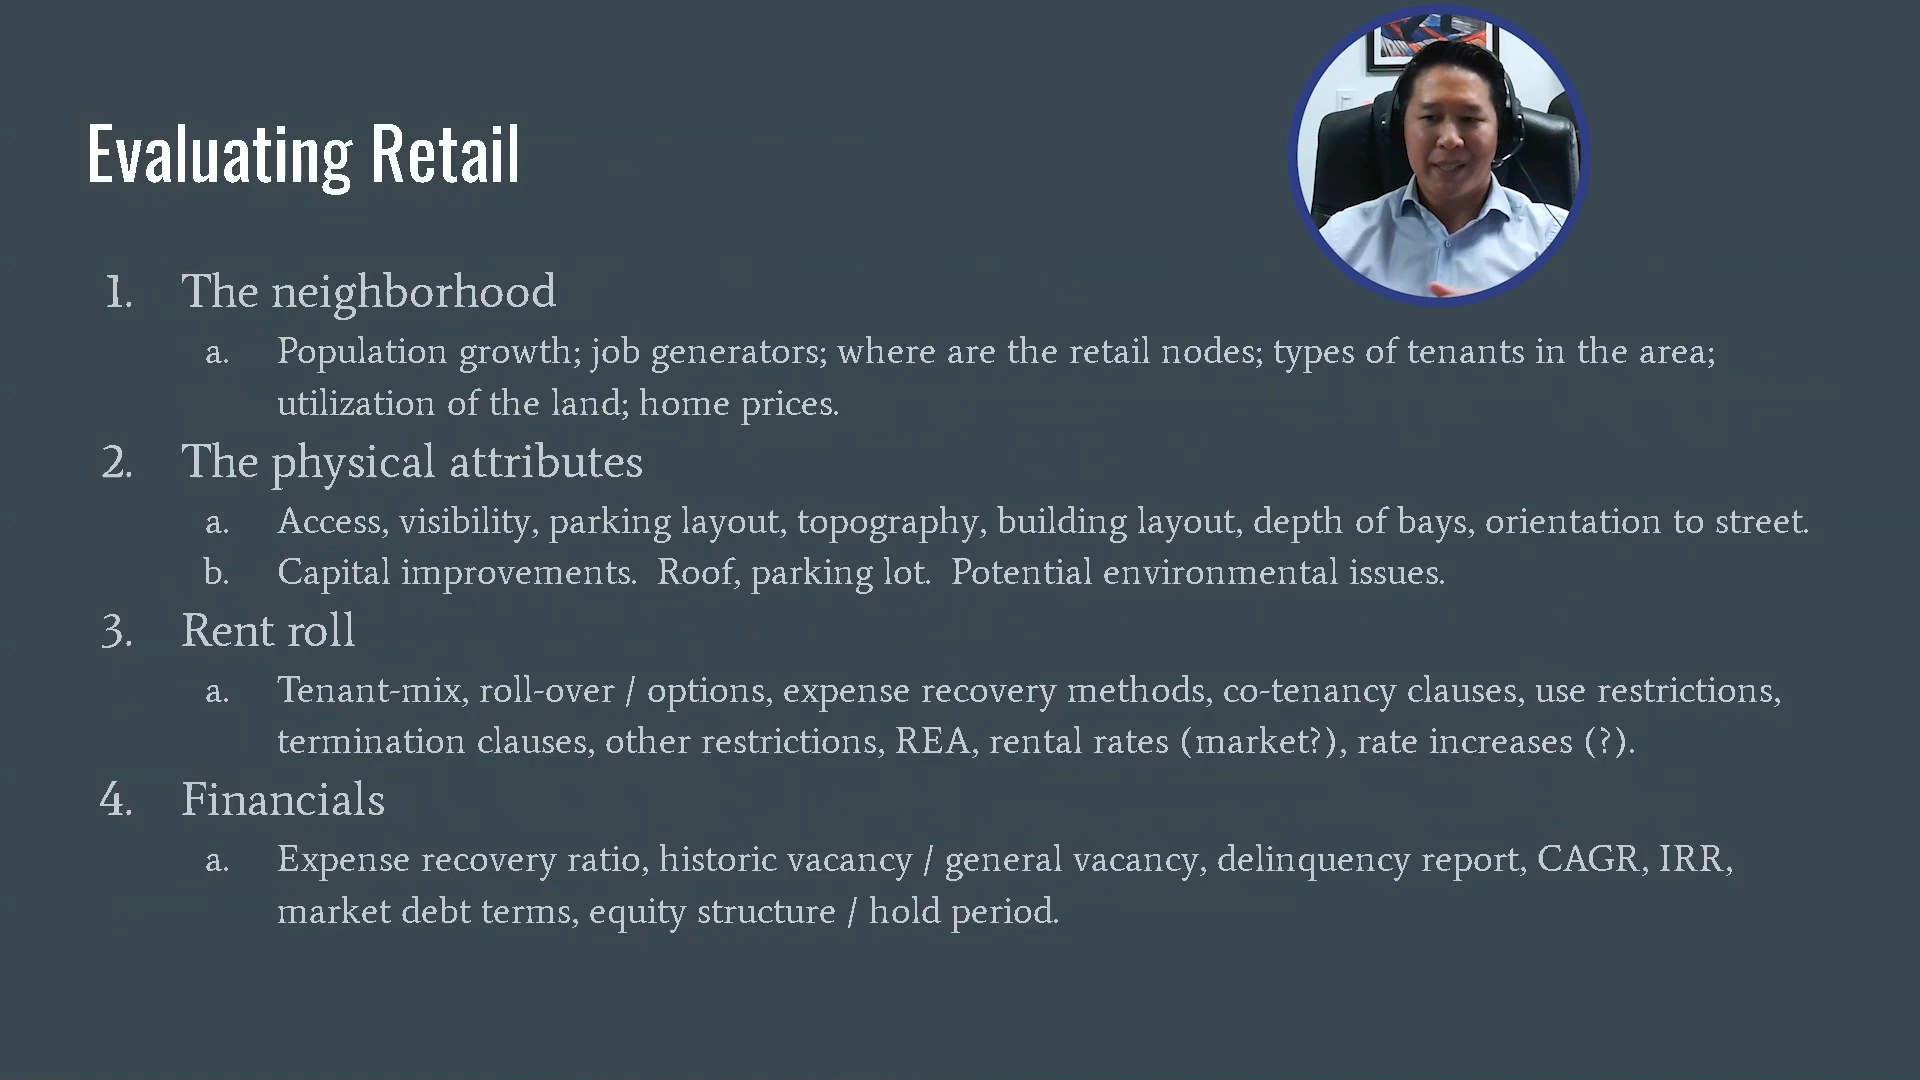 Evaluating Retail
1. The neighborhood
a. Population growth; job generators; where are the retail nodes; types of tenants in the area;
utilization of the land; home prices.
2. The physical attributes
a. Access, visibility, parking layout, topography, building layout, depth of bays, orientation to street.
b. Capital improvements.  Roof, parking lot.  Potential environmental issues.
3. Rent roll
a. Tenant-mix, roll-over / options, expense recovery methods, co-tenancy clauses, use restrictions,
termination clauses, other restrictions, REA, rental rates (market?), rate increases (?).
4. Financials
a. Expense recovery ratio, historic vacancy / general vacancy, delinquency report, CAGR, IRR,
market debt terms, equity structure / hold period.